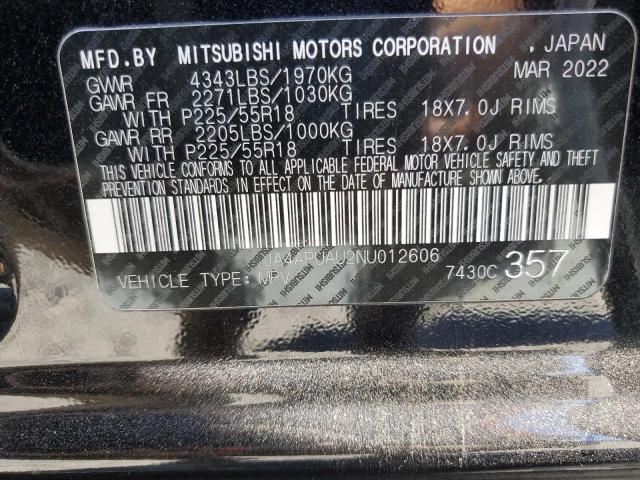 MFD.BY MITSUBISHI MOTORS CORPORATION , JAPAN
GVWR 4343LBS/1970KG MAR 2022
GAWR FR 2271LBS/1030KG
WITH P225/55R18 TIRES 18X7.0J RIMS
GAWR RR 2205LBS/1000KG
WITH P225/55R18 TIRES 18X7.0J RIMS
THIS VEHICLE CONFORMS TO ALL APPLICABLE FEDERAL MOTOR VEHICLE SAFETY AND THEFT
PREVENTION STANDARDS IN EFFECT ON THE DATE OF MANUFACTURE SHOWN ABOVE.
VEHICLE TYPE: MPV 7430C 357